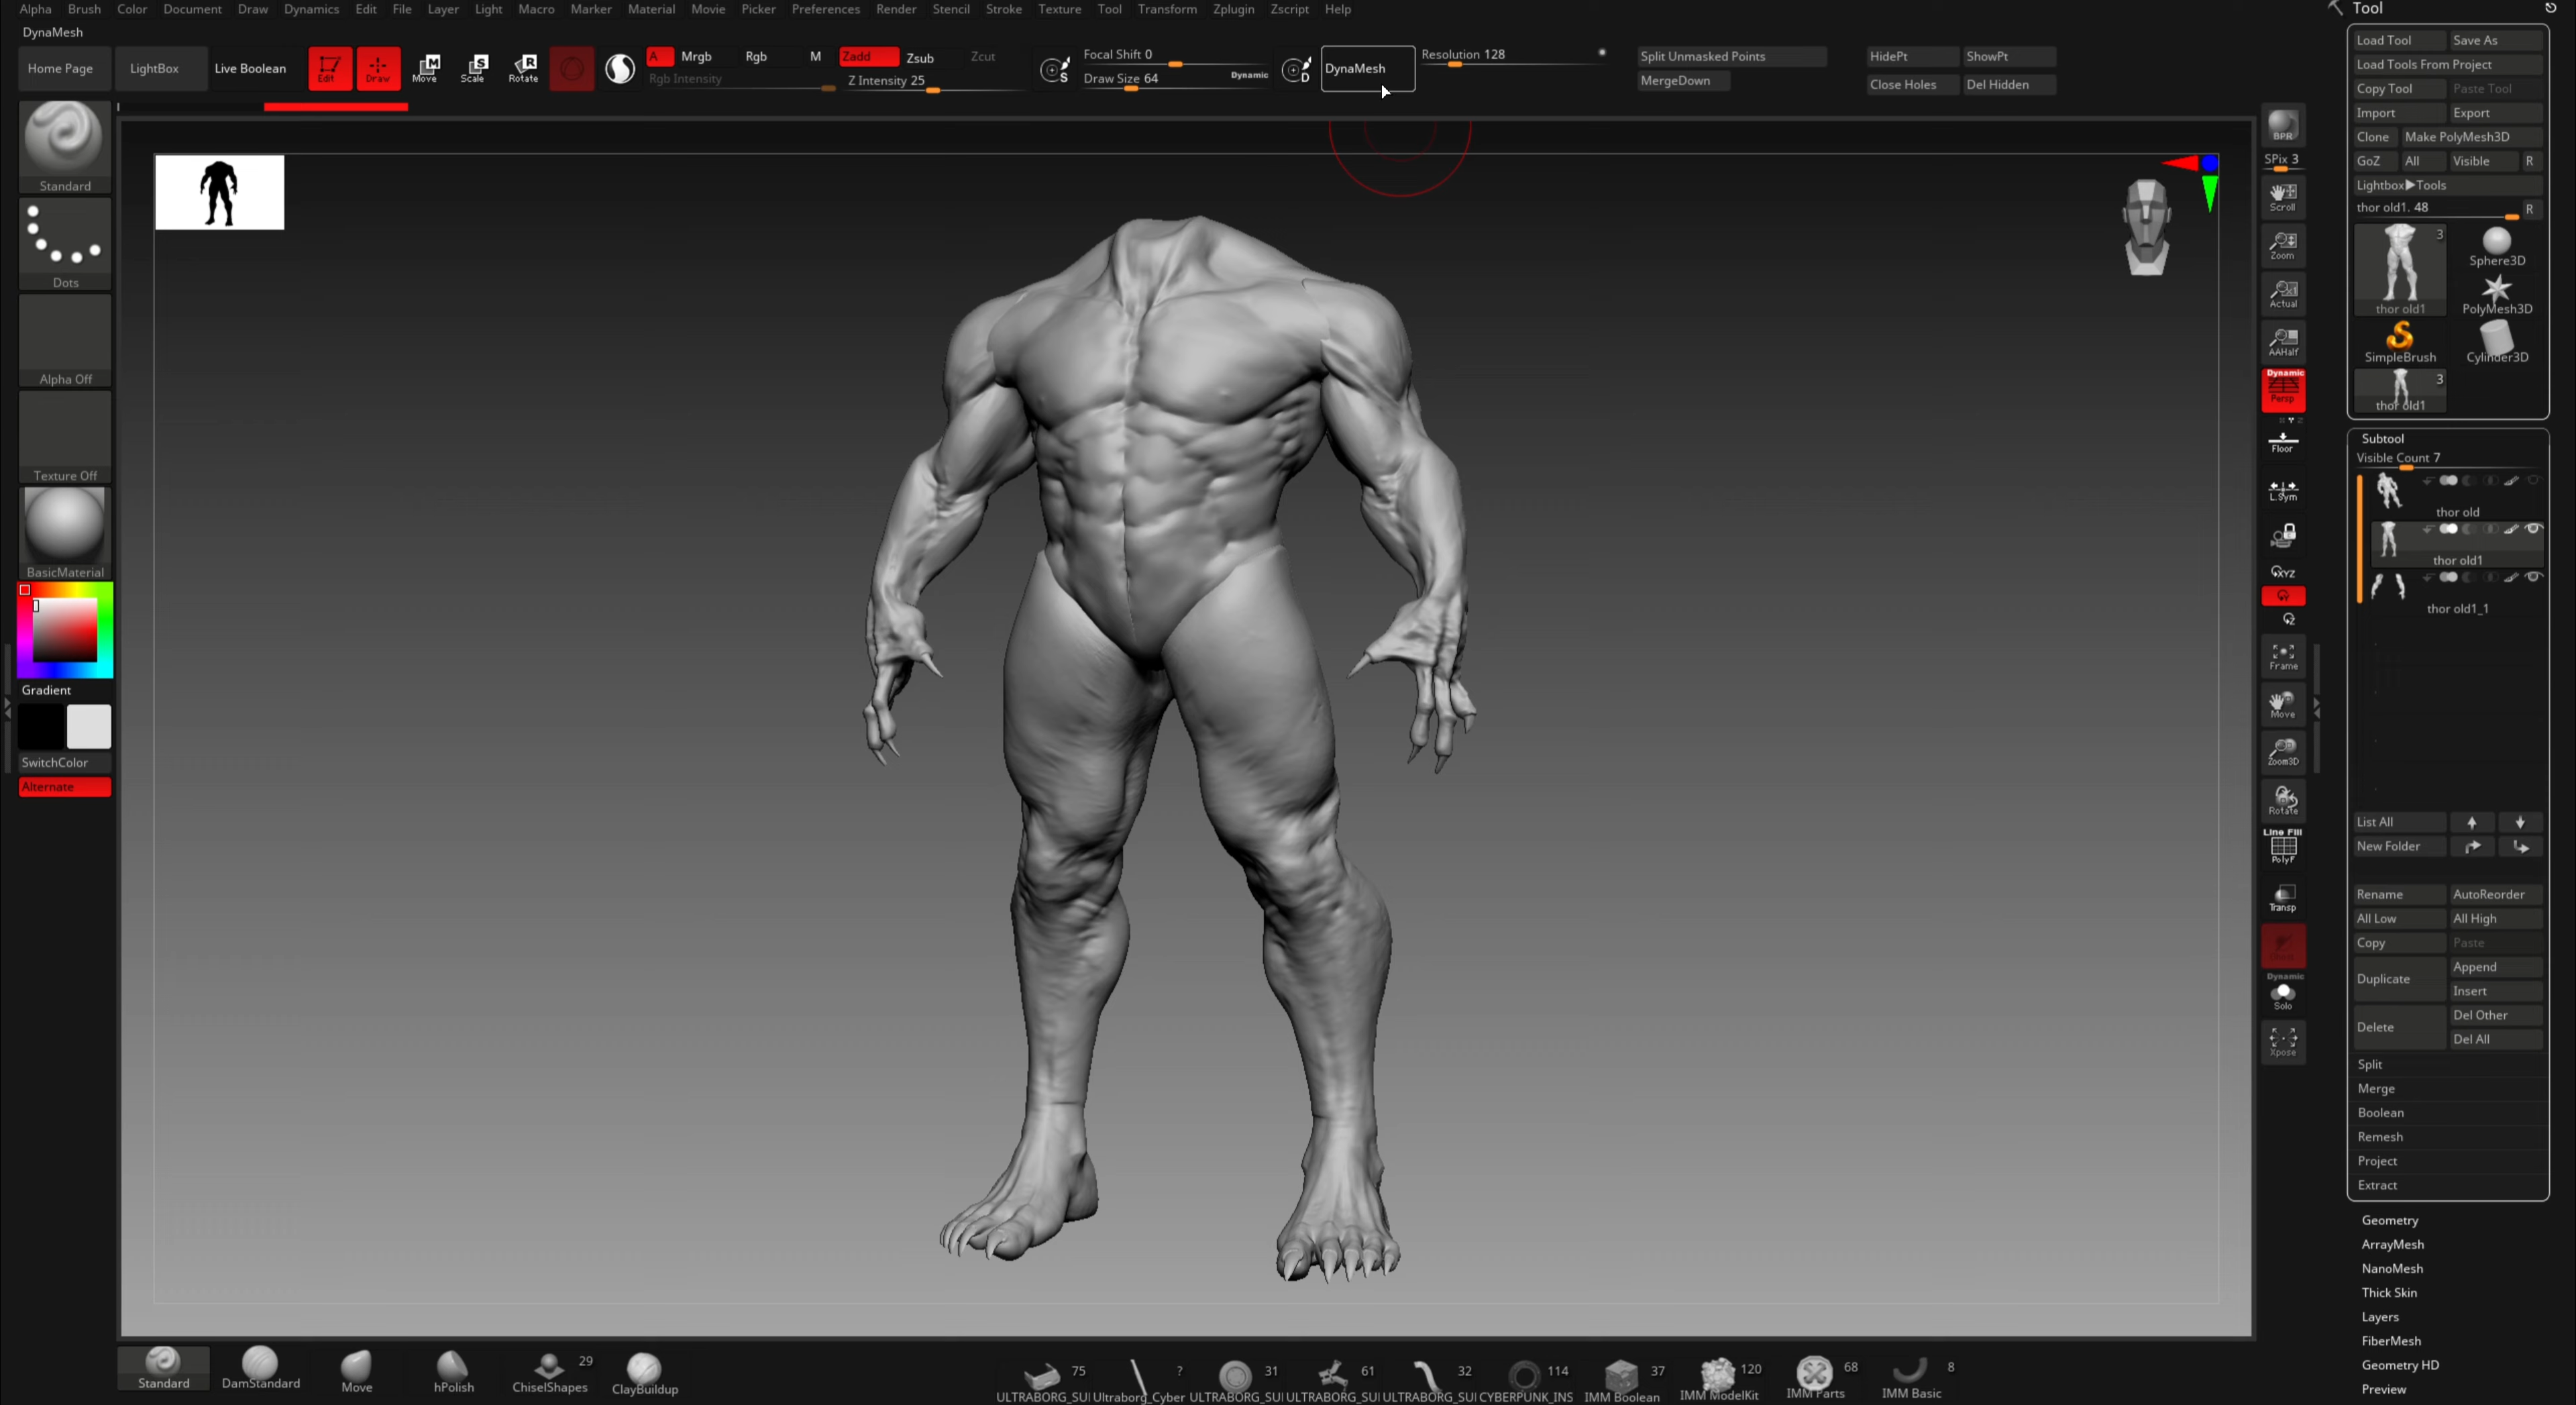 Alpha Brush Color Document Draw Dynamics Edit File Layer Light Macro Marker Material Movie Picker Preferences Render Stencil Stroke Texture Tool Transform Zplugin Zscript Help
Tool
DynaMesh
Home Page LightBox Live Boolean Edit Draw Move Scale Rotate
A Mrgb Rgb M Zadd Zsub Zcut
Rgb Intensity Z Intensity 25
Focal Shift 0
Draw Size 64 Dynamic
DynaMesh
Resolution 128
Split Unmasked Points
MergeDown
HidePt ShowPt
Close Holes Del Hidden
Standard
Dots
Alpha Off
Texture Off
BasicMaterial
Gradient
SwitchColor
Alternate
BPR
SPix 3
Scroll
Zoom
Actual
AAHalf
Dynamic
Persp
Floor
L.Sym
XYZ
Frame
Move
Zoom3D
Rotate
Line Fill
PolyF
Transp
Dynamic
Solo
Xpose
Load Tool Save As
Load Tools From Project
Copy Tool Paste Tool
Import Export
Clone Make PolyMesh3D
GoZ All Visible R
Lightbox▶Tools
thor old1. 48 R
3
thor old1
Sphere3D
PolyMesh3D
SimpleBrush
Cylinder3D
3
thor old1
Subtool
Visible Count 7
thor old
thor old1
thor old1_1
List All
New Folder
Rename AutoReorder
All Low All High
Copy Paste
Duplicate
Append
Insert
Delete
Del Other
Del All
Split
Merge
Boolean
Remesh
Project
Extract
Geometry
ArrayMesh
NanoMesh
Thick Skin
Layers
FiberMesh
Geometry HD
Preview
29 75 ? 31 61 32 114 37 120 68 8
Standard DamStandard Move hPolish ChiselShapes ClayBuildup
ULTRABORG_SUI Ultraborg_Cyber ULTRABORG_SUI ULTRABORG_SUI ULTRABORG_SUI CYBERPUNK_INS IMM Boolean IMM ModelKit IMM Parts IMM Basic